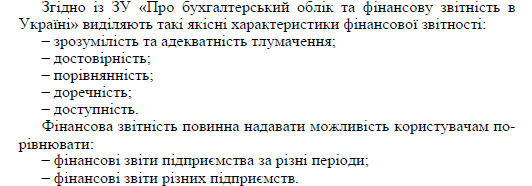 Згідно із ЗУ «Про бухгалтерський облік та фінансову звітність в
Україні» виділяють такі якісні характеристики фінансової звітності:
– зрозумілість та адекватність тлумачення;
– достовірність;
– порівнянність;
– доречність;
– доступність.
Фінансова звітність повинна надавати можливість користувачам по-
рівнювати:
– фінансові звіти підприємства за різні періоди;
– фінансові звіти різних підприємств.